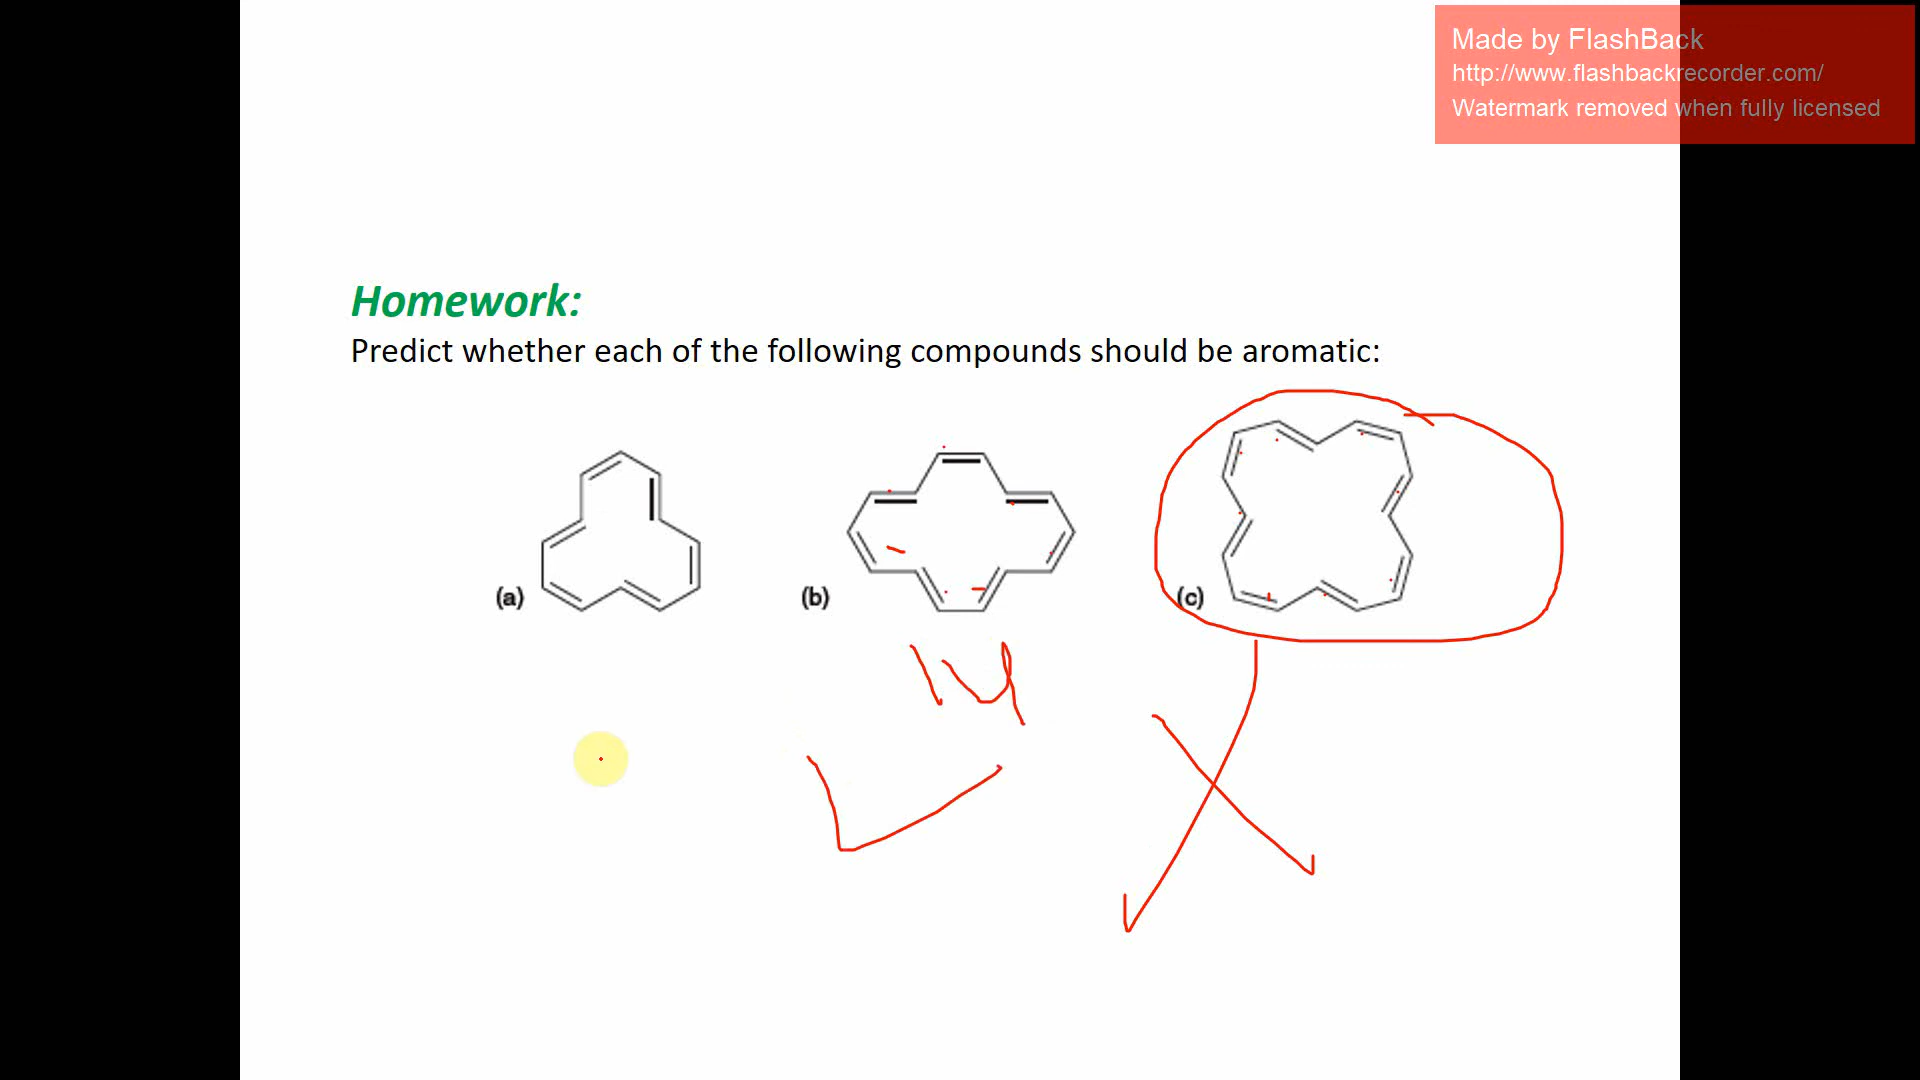 Made by FlashBack
http://www.flashbackrecorder.com/
Watermark removed when fully licensed
Homework:
Predict whether each of the following compounds should be aromatic:
(a) (b) (c)
14